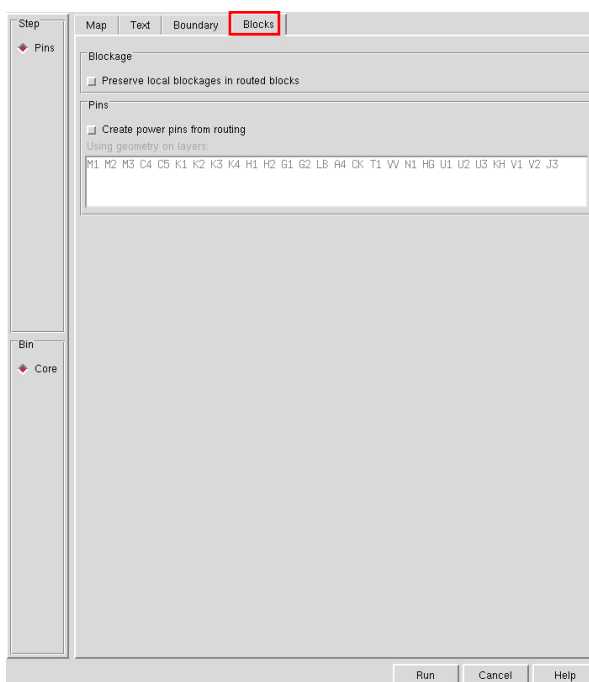 Step
Pins
Map Text Boundary Blocks
Blockage
Preserve local blockages in routed blocks
Pins
Create power pins from routing
Using geometry on layers:
M1 M2 M3 C4 C5 K1 K2 K3 K4 H1 H2 G1 G2 LB A4 CK T1 VV N1 HG U1 U2 U3 KH V1 V2 J3
Bin
Core
Run Cancel Help